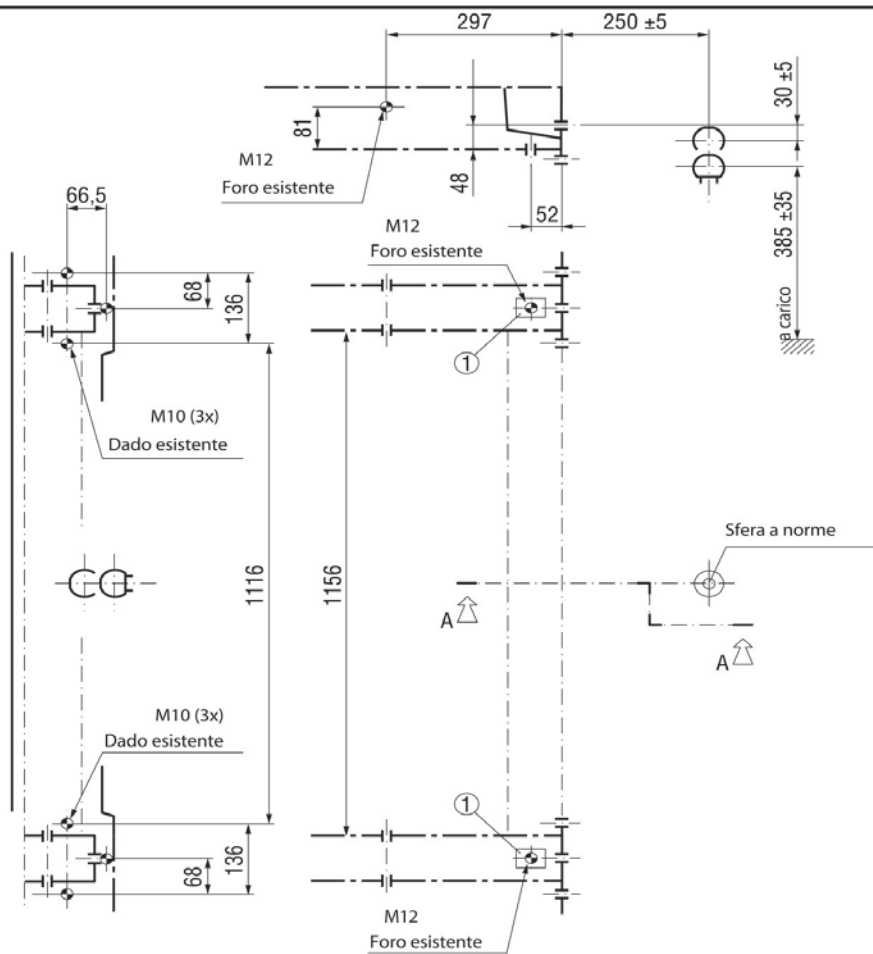 297
250 ±5
30 ±5
81
M12
Foro esistente
48
52
385 ±35
a carico
66,5
M12
Foro esistente
68
136
1
M10 (3x)
Dado esistente
Sfera a norme
1116
1156
A
A
M10 (3x)
Dado esistente
1
136
68
M12
Foro esistente